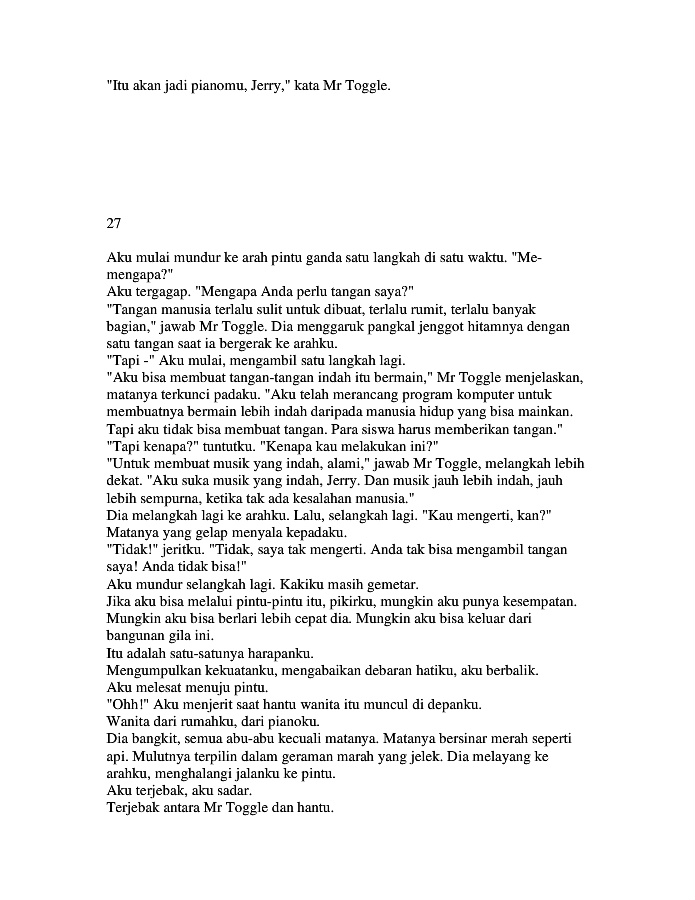 "Itu akan jadi pianomu, Jerry," kata Mr Toggle.
27
Aku mulai mundur ke arah pintu ganda satu langkah di satu waktu. "Me-
mengapa?"
Aku tergagap. "Mengapa Anda perlu tangan saya?"
"Tangan manusia terlalu sulit untuk dibuat, terlalu rumit, terlalu banyak
bagian," jawab Mr Toggle. Dia menggaruk pangkal jenggot hitamnya dengan
satu tangan saat ia bergerak ke arahku.
"Tapi -" Aku mulai, mengambil satu langkah lagi.
"Aku bisa membuat tangan-tangan indah itu bermain," Mr Toggle menjelaskan,
matanya terkunci padaku. "Aku telah merancang program komputer untuk
membuatnya bermain lebih indah daripada manusia hidup yang bisa mainkan.
Tapi aku tidak bisa membuat tangan. Para siswa harus memberikan tangan."
"Tapi kenapa?" tuntutku. "Kenapa kau melakukan ini?"
"Untuk membuat musik yang indah, alami," jawab Mr Toggle, melangkah lebih
dekat. "Aku suka musik yang indah, Jerry. Dan musik jauh lebih indah, jauh
lebih sempurna, ketika tak ada kesalahan manusia."
Dia melangkah lagi ke arahku. Lalu, selangkah lagi. "Kau mengerti, kan?"
Matanya yang gelap menyala kepadaku.
"Tidak!" jeritku. "Tidak, saya tak mengerti. Anda tak bisa mengambil tangan
saya! Anda tidak bisa!"
Aku mundur selangkah lagi. Kakiku masih gemetar.
Jika aku bisa melalui pintu-pintu itu, pikirku, mungkin aku punya kesempatan.
Mungkin aku bisa berlari lebih cepat dia. Mungkin aku bisa keluar dari
bangunan gila ini.
Itu adalah satu-satunya harapanku.
Mengumpulkan kekuatanku, mengabaikan debaran hatiku, aku berbalik.
Aku melesat menuju pintu.
"Ohh!" Aku menjerit saat hantu wanita itu muncul di depanku.
Wanita dari rumahku, dari pianoku.
Dia bangkit, semua abu-abu kecuali matanya. Matanya bersinar merah seperti
api. Mulutnya terpilin dalam geraman marah yang jelek. Dia melayang ke
arahku, menghalangi jalanku ke pintu.
Aku terjebak, aku sadar.
Terjebak antara Mr Toggle dan hantu.